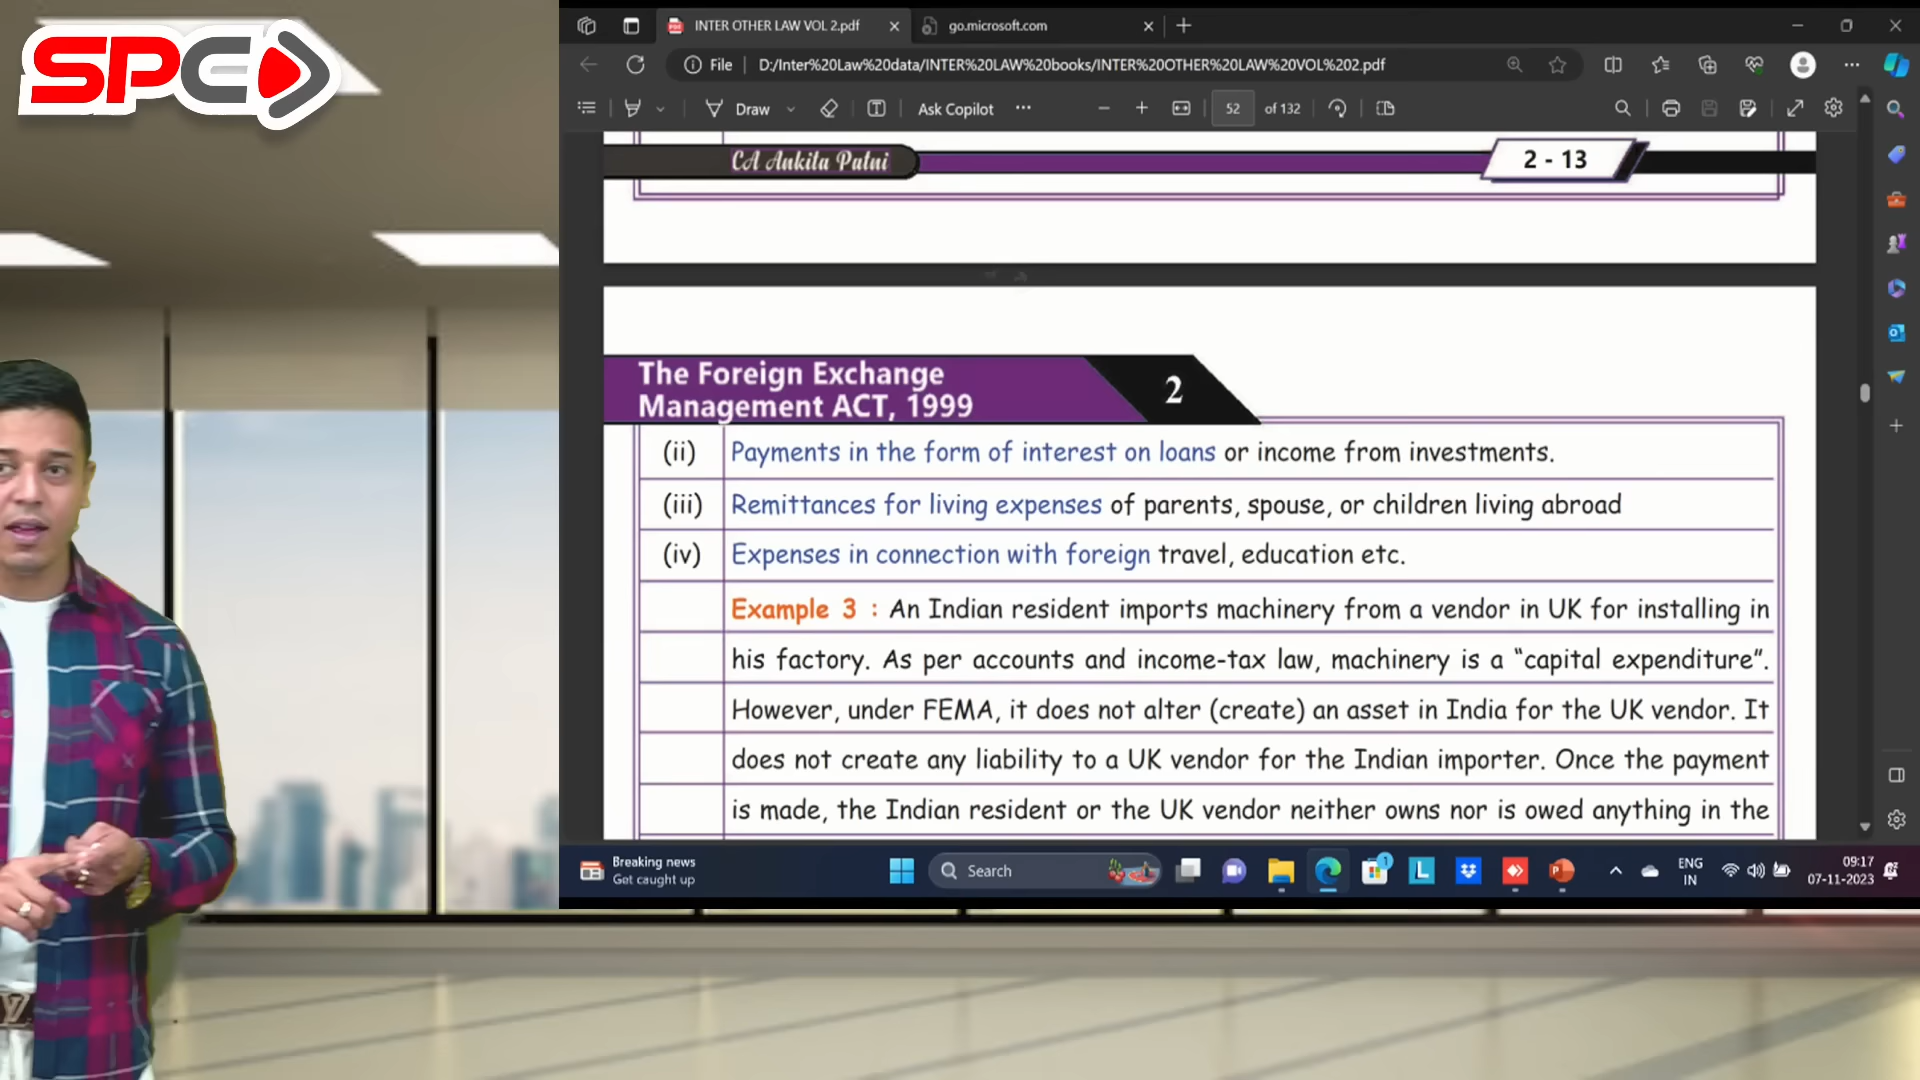 SPC
INTER OTHER LAW VOL 2.pdf
go.microsoft.com
File
D:/Inter%20Law%20data/INTER%20LAW%20books/INTER%20OTHER%20LAW%20VOL%202.pdf
Draw
Ask Copilot
52
of 132
CA Ankita Patni
2 - 13
The Foreign Exchange
Management ACT, 1999
2
(ii) Payments in the form of interest on loans or income from investments.
(iii) Remittances for living expenses of parents, spouse, or children living abroad
(iv) Expenses in connection with foreign travel, education etc.
Example 3 : An Indian resident imports machinery from a vendor in UK for installing in
his factory. As per accounts and income-tax law, machinery is a “capital expenditure”.
However, under FEMA, it does not alter (create) an asset in India for the UK vendor. It
does not create any liability to a UK vendor for the Indian importer. Once the payment
is made, the Indian resident or the UK vendor neither owns nor is owed anything in the
Breaking news
Get caught up
Search
1
ENG
IN
09:17
07-11-2023